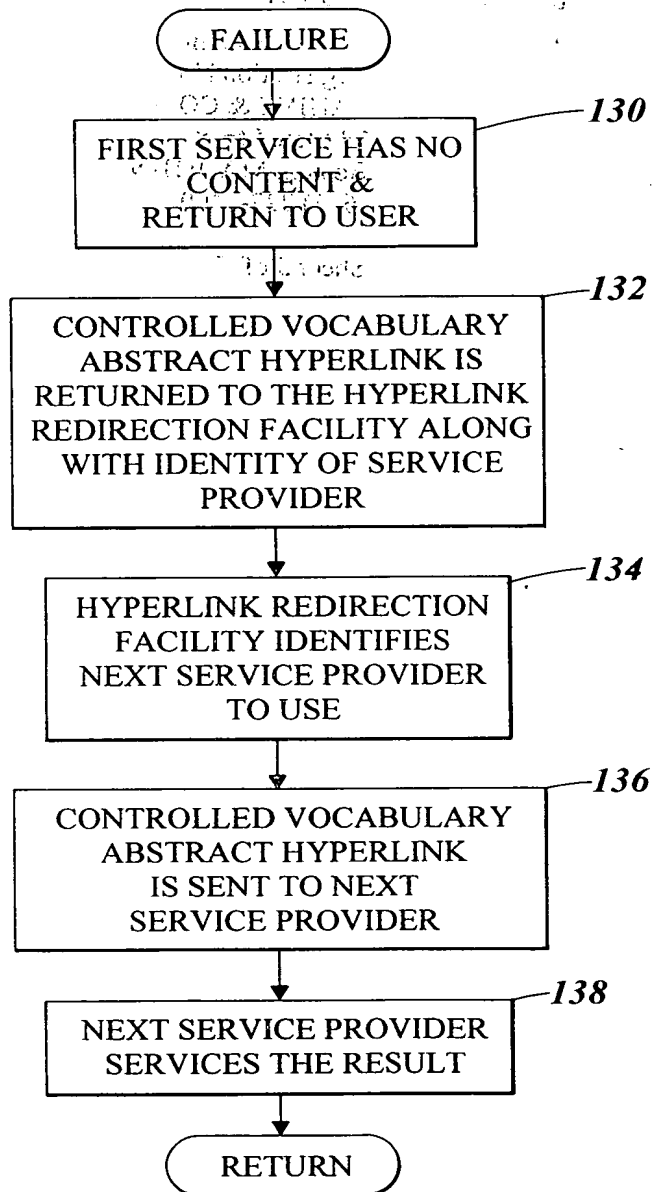 FAILURE
130
FIRST SERVICE HAS NO
CONTENT &
RETURN TO USER
132
CONTROLLED VOCABULARY
ABSTRACT HYPERLINK IS
RETURNED TO THE HYPERLINK
REDIRECTION FACILITY ALONG
WITH IDENTITY OF SERVICE
PROVIDER
134
HYPERLINK REDIRECTION
FACILITY IDENTIFIES
NEXT SERVICE PROVIDER
TO USE
136
CONTROLLED VOCABULARY
ABSTRACT HYPERLINK
IS SENT TO NEXT
SERVICE PROVIDER
138
NEXT SERVICE PROVIDER
SERVICES THE RESULT
RETURN